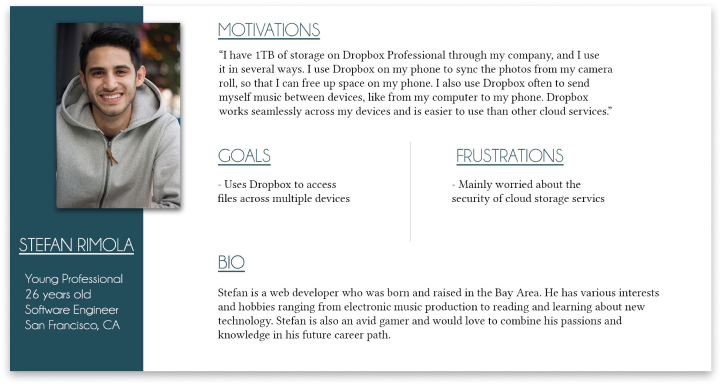 MOTIVATIONS
“I have 1TB of storage on Dropbox Professional through my company, and I use
it in several ways. I use Dropbox on my phone to sync the photos from my camera
roll, so that I can free up space on my phone. I also use Dropbox often to send
myself music between devices, like from my computer to my phone. Dropbox
works seamlessly across my devices and is easier to use than other cloud services.”
GOALS
- Uses Dropbox to access
files across multiple devices
FRUSTRATIONS
- Mainly worried about the
security of cloud storage servics
STEFAN RIMOLA
Young Professional
26 years old
Software Engineer
San Francisco, CA
BIO
Stefan is a web developer who was born and raised in the Bay Area. He has various interests
and hobbies ranging from electronic music production to reading and learning about new
technology. Stefan is also an avid gamer and would love to combine his passions and
knowledge in his future career path.